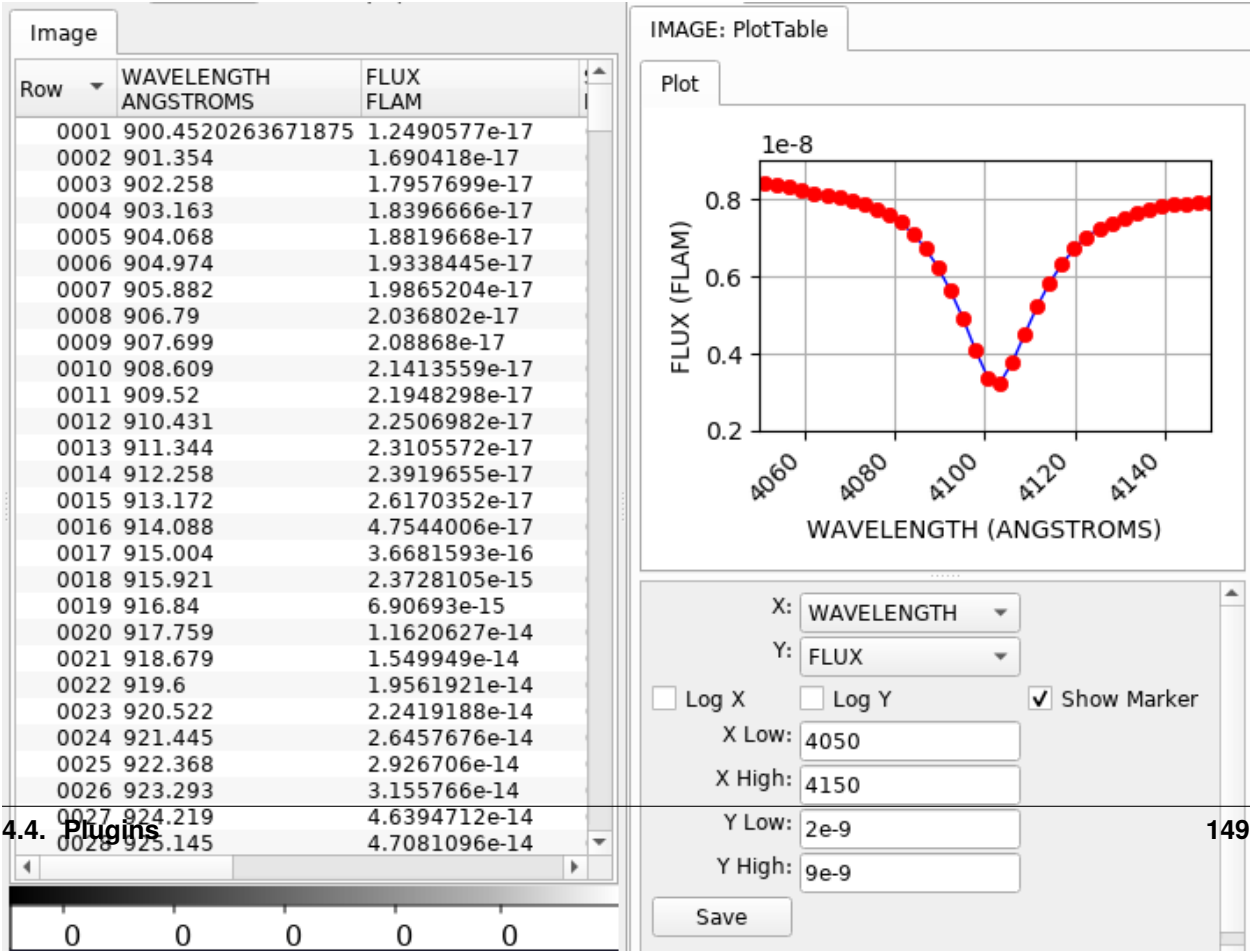 Image
Row WAVELENGTH FLUX
ANGSTROMS FLAM
0001 900.4520263671875 1.2490577e-17
0002 901.354 1.690418e-17
0003 902.258 1.7957699e-17
0004 903.163 1.8396666e-17
0005 904.068 1.8819668e-17
0006 904.974 1.9338445e-17
0007 905.882 1.9865204e-17
0008 906.79 2.036802e-17
0009 907.699 2.08868e-17
0010 908.609 2.1413559e-17
0011 909.52 2.1948298e-17
0012 910.431 2.2506982e-17
0013 911.344 2.3105572e-17
0014 912.258 2.3919655e-17
0015 913.172 2.6170352e-17
0016 914.088 4.7544006e-17
0017 915.004 3.6681593e-16
0018 915.921 2.3728105e-15
0019 916.84 6.90693e-15
0020 917.759 1.1620627e-14
0021 918.679 1.549949e-14
0022 919.6 1.9561921e-14
0023 920.522 2.2419188e-14
0024 921.445 2.6457676e-14
0025 922.368 2.926706e-14
0026 923.293 3.155766e-14
0027 924.219 4.6394712e-14
0028 925.145 4.7081096e-14
0 0 0 0 0
IMAGE: PlotTable
Plot
1e-8
0.8
0.6
0.4
0.2
FLUX (FLAM)
4060 4080 4100 4120 4140
WAVELENGTH (ANGSTROMS)
X: WAVELENGTH
Y: FLUX
Log X Log Y Show Marker
X Low: 4050
X High: 4150
Y Low: 2e-9
Y High: 9e-9
Save
4.4. Plugins 149